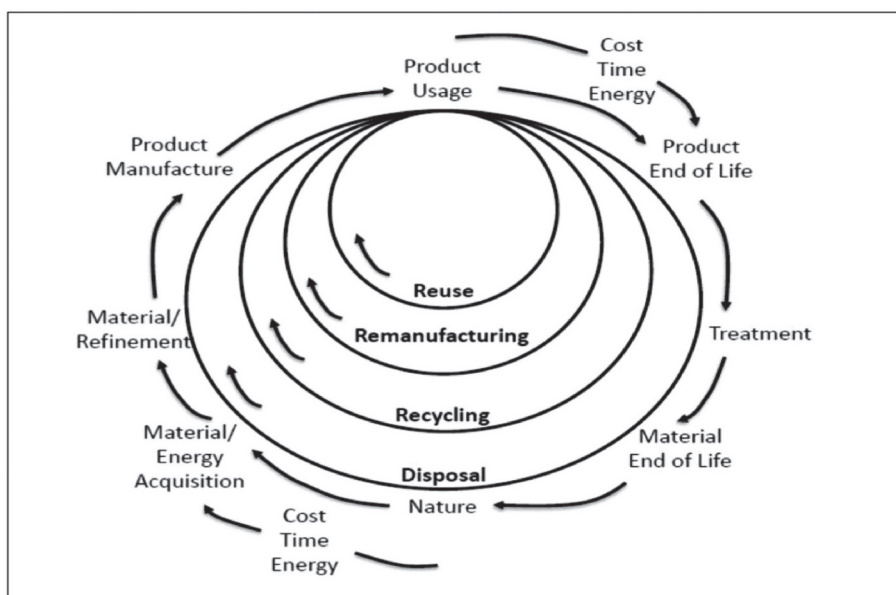 Product
Usage
Cost
Time
Energy
Product
End of Life
Treatment
Material
End of Life
Nature
Cost
Time
Energy
Material/
Energy
Acquisition
Material/
Refinement
Product
Manufacture
Reuse
Remanufacturing
Recycling
Disposal